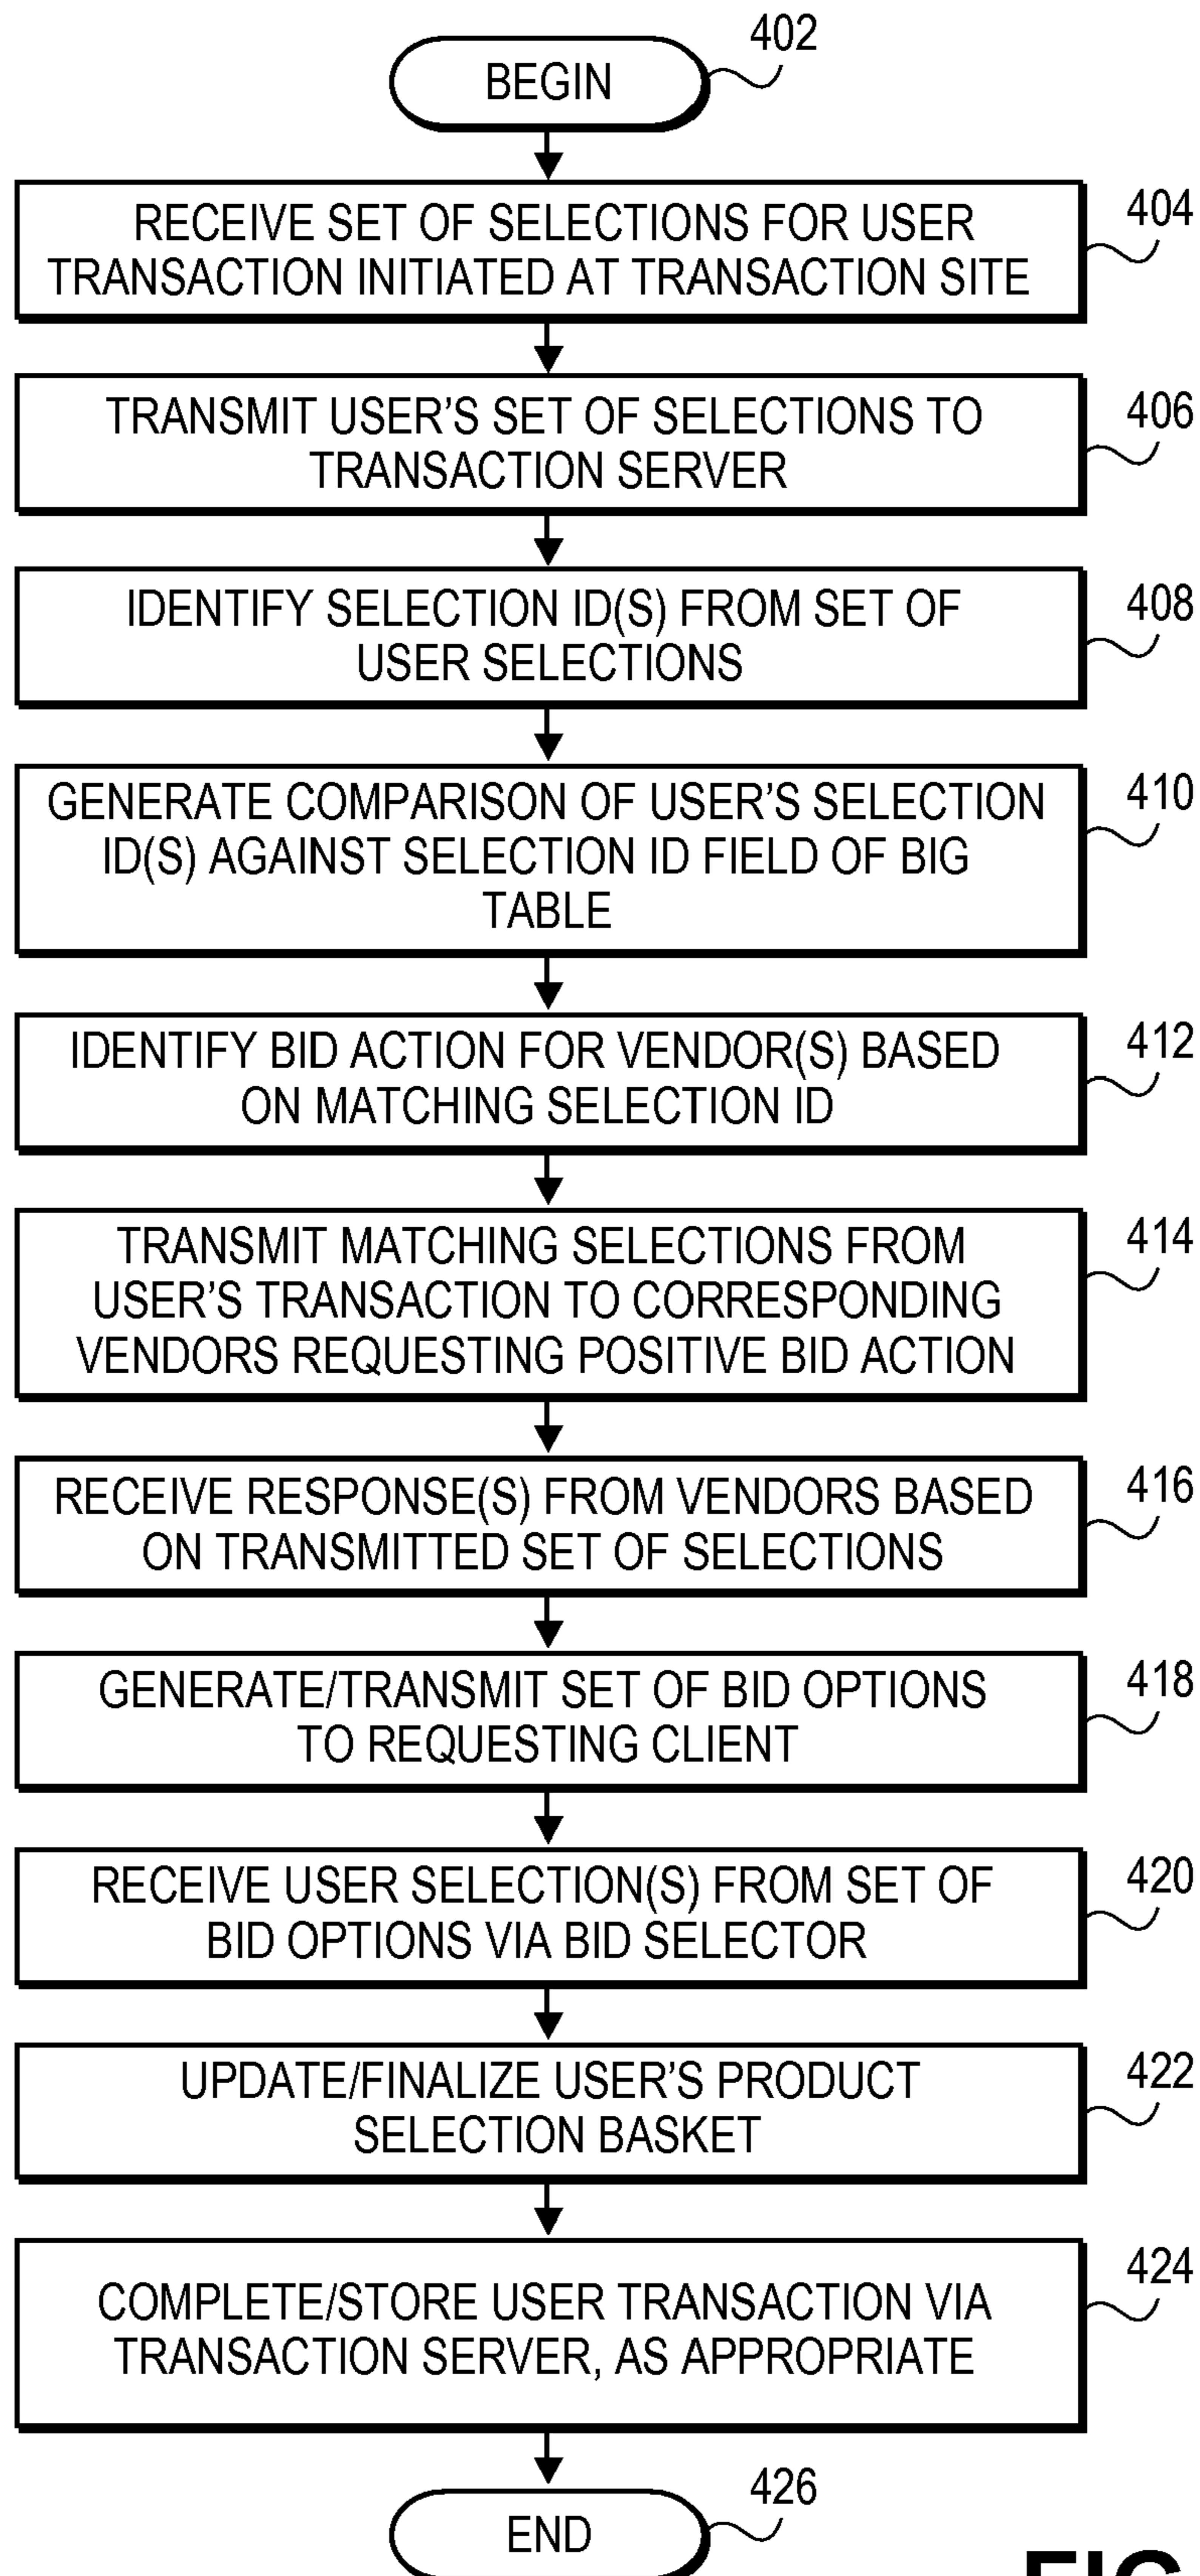 402
BEGIN
404
RECEIVE SET OF SELECTIONS FOR USER
TRANSACTION INITIATED AT TRANSACTION SITE
406
TRANSMIT USER'S SET OF SELECTIONS TO
TRANSACTION SERVER
408
IDENTIFY SELECTION ID(S) FROM SET OF
USER SELECTIONS
410
GENERATE COMPARISON OF USER'S SELECTION
ID(S) AGAINST SELECTION ID FIELD OF BIG
TABLE
412
IDENTIFY BID ACTION FOR VENDOR(S) BASED
ON MATCHING SELECTION ID
414
TRANSMIT MATCHING SELECTIONS FROM
USER'S TRANSACTION TO CORRESPONDING
VENDORS REQUESTING POSITIVE BID ACTION
416
RECEIVE RESPONSE(S) FROM VENDORS BASED
ON TRANSMITTED SET OF SELECTIONS
418
GENERATE/TRANSMIT SET OF BID OPTIONS
TO REQUESTING CLIENT
420
RECEIVE USER SELECTION(S) FROM SET OF
BID OPTIONS VIA BID SELECTOR
422
UPDATE/FINALIZE USER'S PRODUCT
SELECTION BASKET
424
COMPLETE/STORE USER TRANSACTION VIA
TRANSACTION SERVER, AS APPROPRIATE
426
END